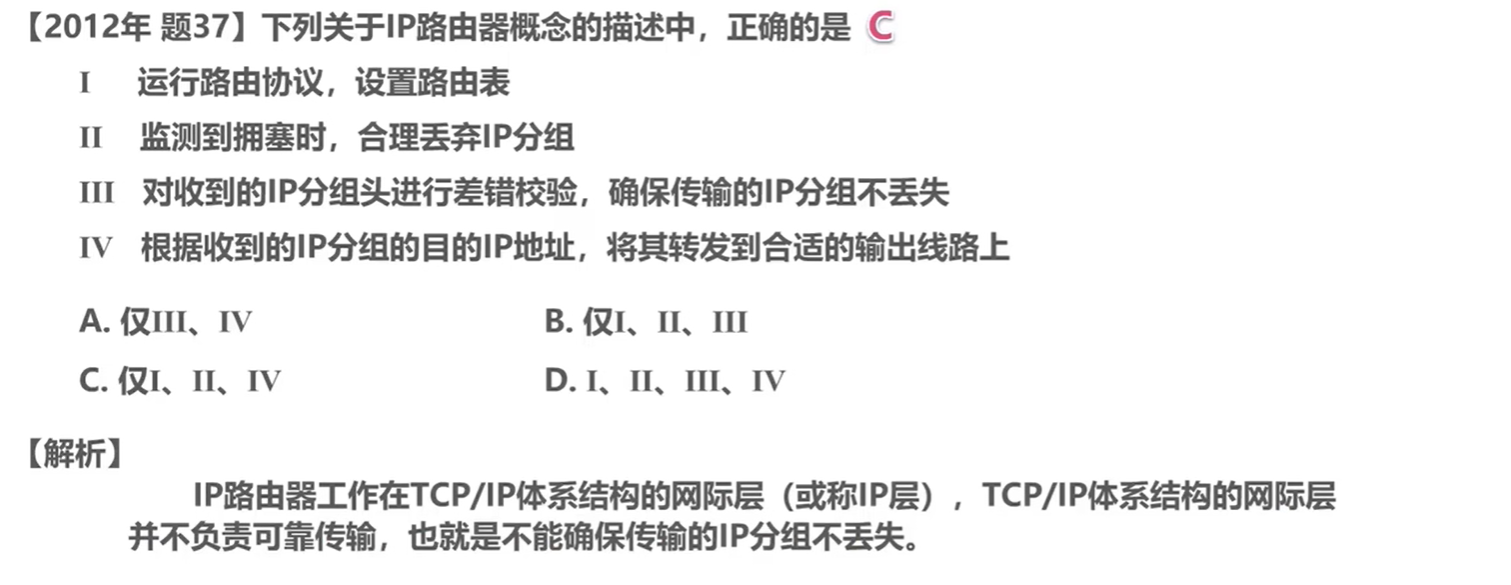 【2012年 题37】下列关于IP路由器概念的描述中，正确的是 C
I 运行路由协议，设置路由表
II 监测到拥塞时，合理丢弃IP分组
III 对收到的IP分组头进行差错校验，确保传输的IP分组不丢失
IV 根据收到的IP分组的目的IP地址，将其转发到合适的输出线路上
A. 仅III、IV B. 仅I、II、III
C. 仅I、II、IV D. I、II、III、IV
【解析】
IP路由器工作在TCP/IP体系结构的网际层（或称IP层），TCP/IP体系结构的网际层
并不负责可靠传输，也就是不能确保传输的IP分组不丢失。